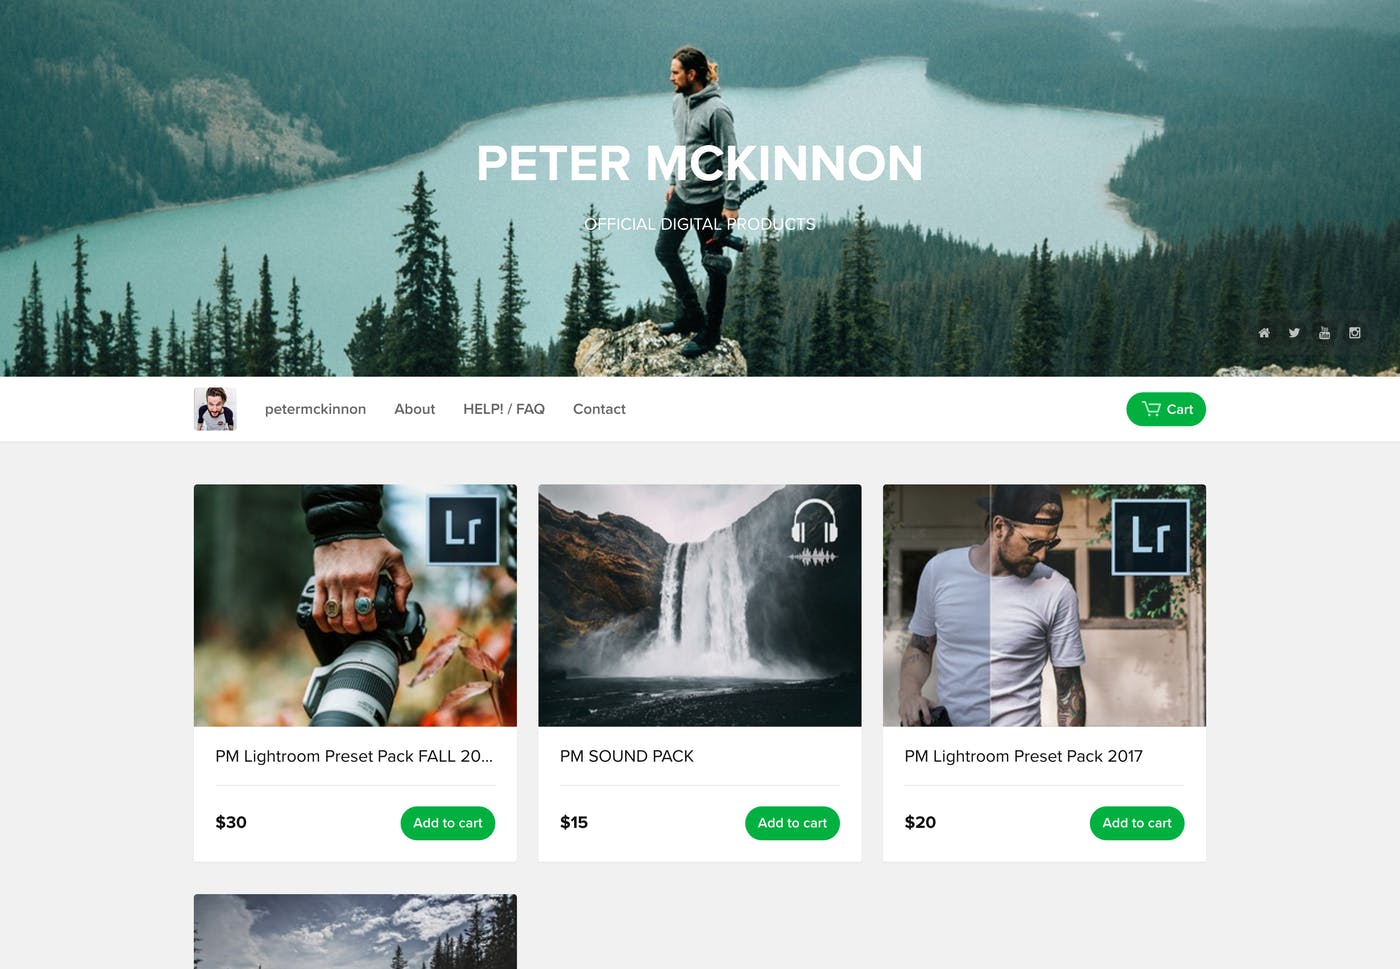 PETER MCKINNON
OFFICIAL DIGITAL PRODUCTS
petermckinnon About HELP! / FAQ Contact
Cart
Lr
Lr
PM Lightroom Preset Pack FALL 20...
$30 Add to cart
PM SOUND PACK
$15 Add to cart
PM Lightroom Preset Pack 2017
$20 Add to cart